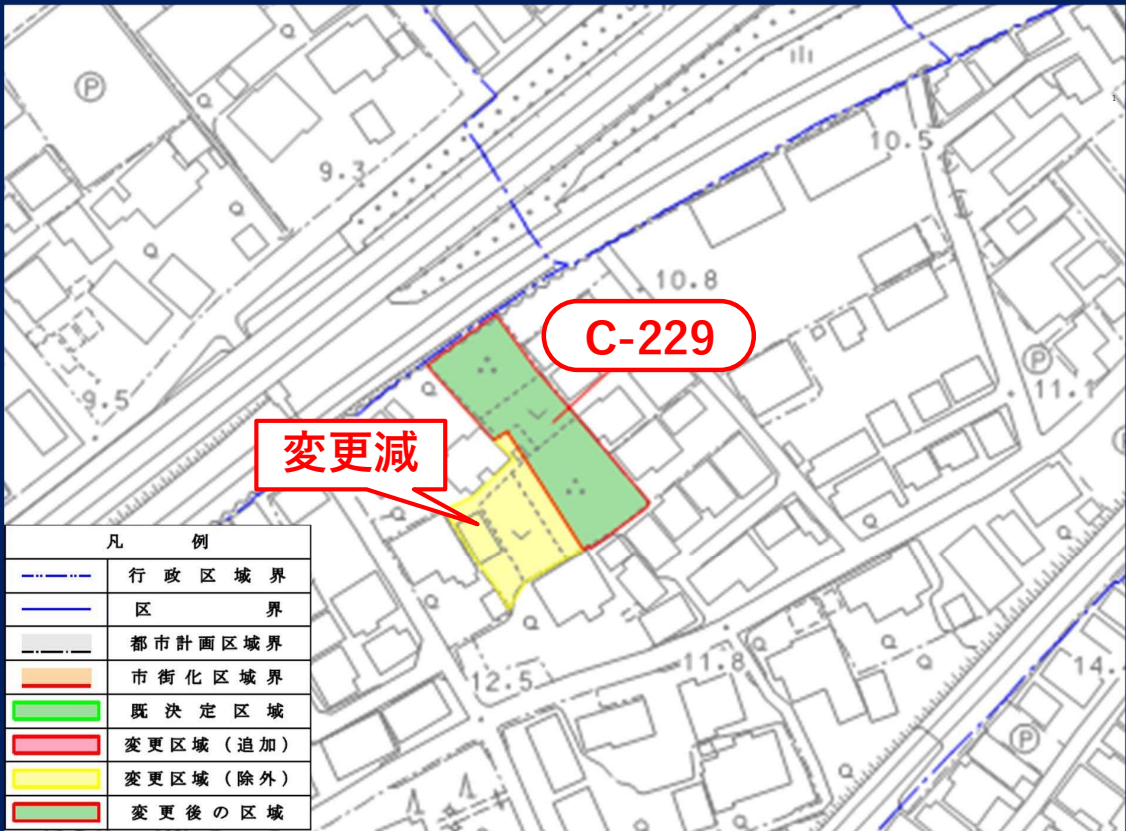 P
9.3
10.5
10.8
C-229
P
11.1
9.5
変更減
凡例
行政区域界
区界
都市計画区域界
市街化区域界
既決定区域
変更区域（追加）
変更区域（除外）
変更後の区域
11.8
12.5
14.
P